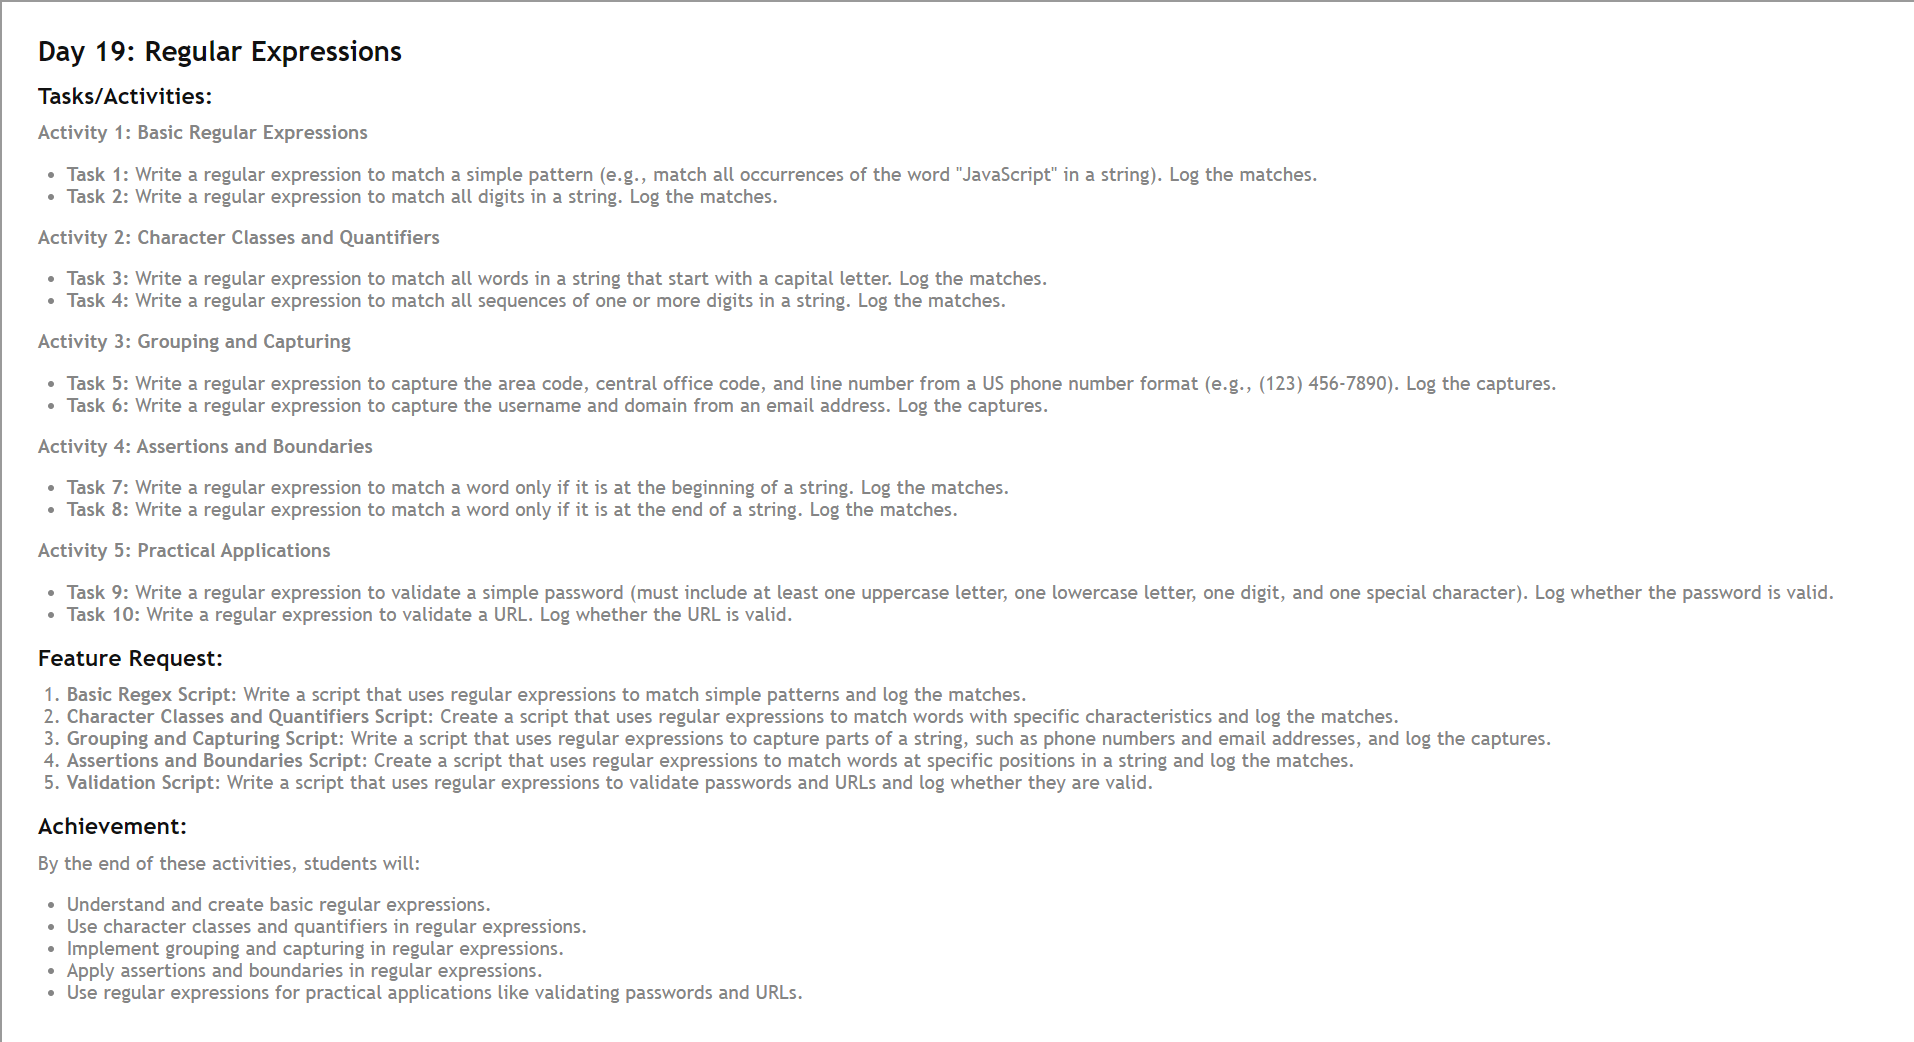 Day 19: Regular Expressions
Tasks/Activities:
Activity 1: Basic Regular Expressions
• Task 1: Write a regular expression to match a simple pattern (e.g., match all occurrences of the word "JavaScript" in a string). Log the matches.
• Task 2: Write a regular expression to match all digits in a string. Log the matches.
Activity 2: Character Classes and Quantifiers
• Task 3: Write a regular expression to match all words in a string that start with a capital letter. Log the matches.
• Task 4: Write a regular expression to match all sequences of one or more digits in a string. Log the matches.
Activity 3: Grouping and Capturing
• Task 5: Write a regular expression to capture the area code, central office code, and line number from a US phone number format (e.g., (123) 456-7890). Log the captures.
• Task 6: Write a regular expression to capture the username and domain from an email address. Log the captures.
Activity 4: Assertions and Boundaries
• Task 7: Write a regular expression to match a word only if it is at the beginning of a string. Log the matches.
• Task 8: Write a regular expression to match a word only if it is at the end of a string. Log the matches.
Activity 5: Practical Applications
• Task 9: Write a regular expression to validate a simple password (must include at least one uppercase letter, one lowercase letter, one digit, and one special character). Log whether the password is valid.
• Task 10: Write a regular expression to validate a URL. Log whether the URL is valid.
Feature Request:
1. Basic Regex Script: Write a script that uses regular expressions to match simple patterns and log the matches.
2. Character Classes and Quantifiers Script: Create a script that uses regular expressions to match words with specific characteristics and log the matches.
3. Grouping and Capturing Script: Write a script that uses regular expressions to capture parts of a string, such as phone numbers and email addresses, and log the captures.
4. Assertions and Boundaries Script: Create a script that uses regular expressions to match words at specific positions in a string and log the matches.
5. Validation Script: Write a script that uses regular expressions to validate passwords and URLs and log whether they are valid.
Achievement:
By the end of these activities, students will:
• Understand and create basic regular expressions.
• Use character classes and quantifiers in regular expressions.
• Implement grouping and capturing in regular expressions.
• Apply assertions and boundaries in regular expressions.
• Use regular expressions for practical applications like validating passwords and URLs.